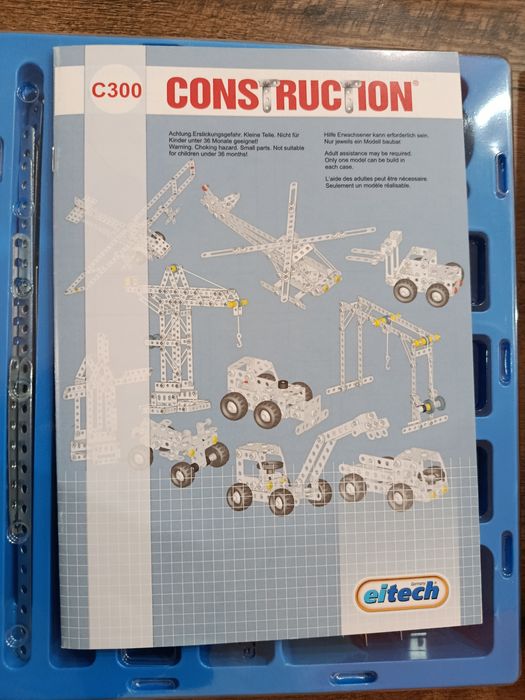 C300
CONSTRUCTION®
Achtung.Erstickungsgefahr. Kleine Teile. Nicht für
Kinder unter 36 Monate geeignet!
Warning. Choking hazard. Small parts. Not suitable
for children under 36 months!
Hilfe Erwachsener kann erforderlich sein.
Nur jeweils ein Modell baubar.
Adult assistance may be required.
Only one model can be build in
each case.
L'aide des adultes peut être nécessaire.
Seulement un modèle réalisable.
Germany
eitech®